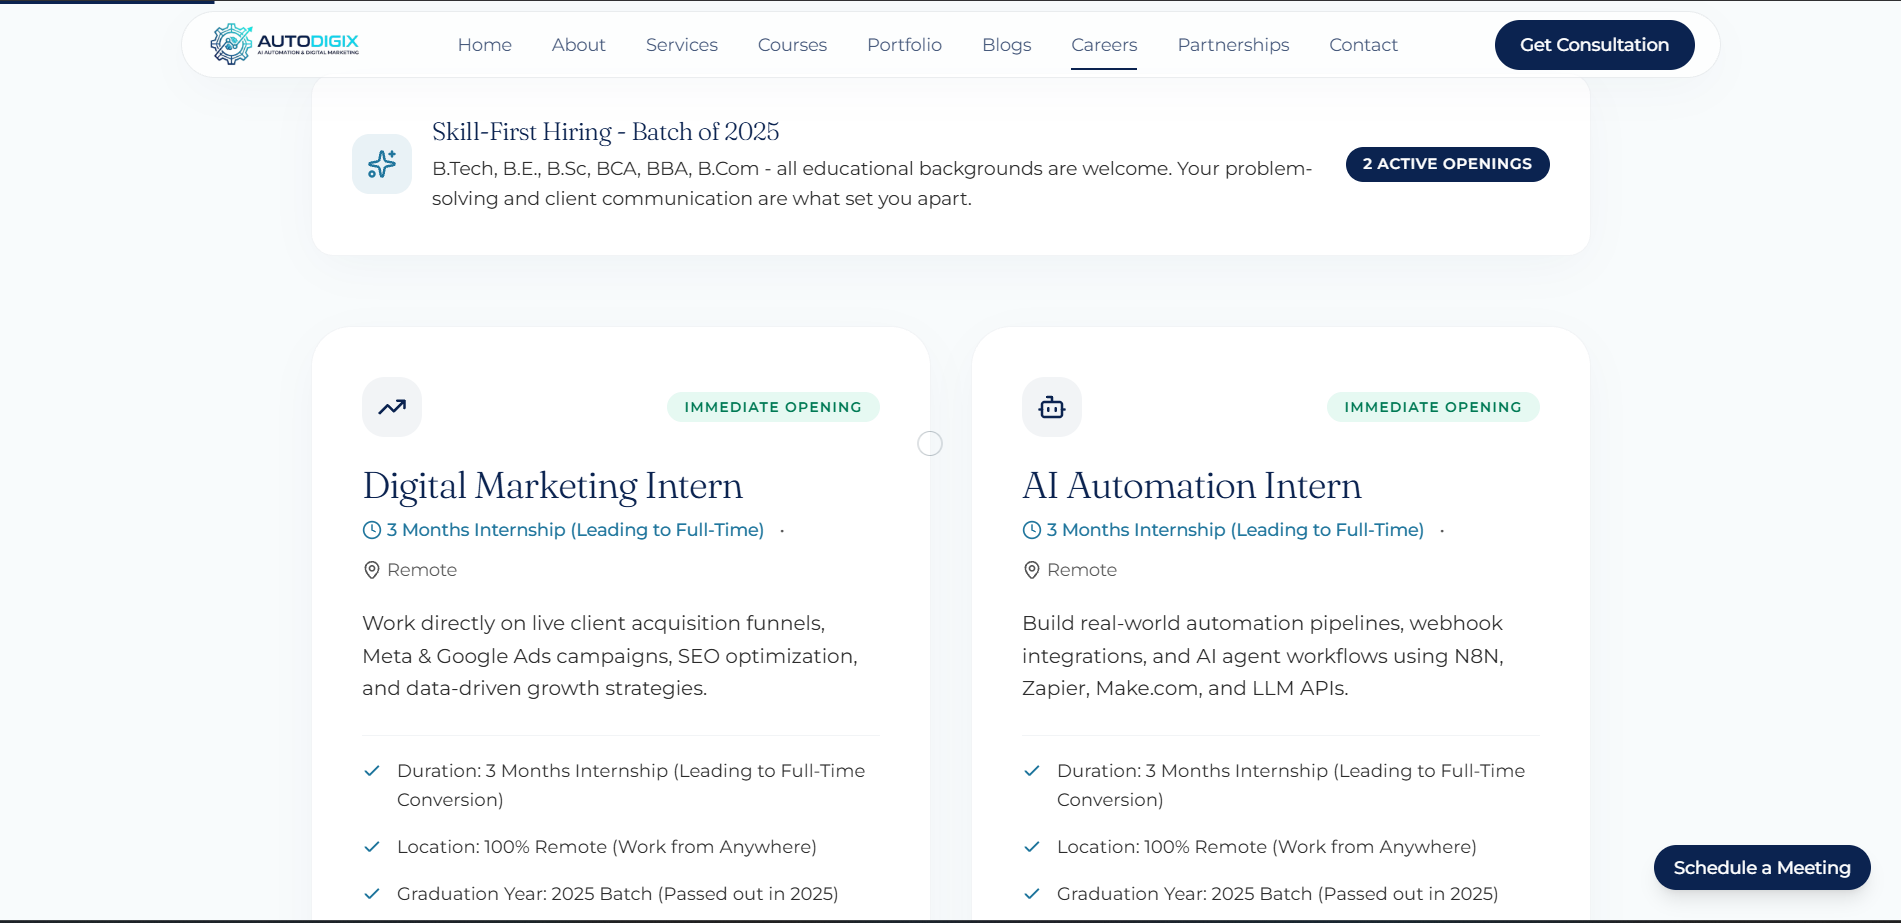 AUTODIGIX
AI AUTOMATION & DIGITAL MARKETING
Home
About
Services
Courses
Portfolio
Blogs
Careers
Partnerships
Contact
Get Consultation
Skill-First Hiring - Batch of 2025
B.Tech, B.E., B.Sc, BCA, BBA, B.Com - all educational backgrounds are welcome. Your problem-
solving and client communication are what set you apart.
2 ACTIVE OPENINGS
IMMEDIATE OPENING
Digital Marketing Intern
3 Months Internship (Leading to Full-Time) ·
Remote
Work directly on live client acquisition funnels,
Meta & Google Ads campaigns, SEO optimization,
and data-driven growth strategies.
Duration: 3 Months Internship (Leading to Full-Time
Conversion)
Location: 100% Remote (Work from Anywhere)
Graduation Year: 2025 Batch (Passed out in 2025)
IMMEDIATE OPENING
AI Automation Intern
3 Months Internship (Leading to Full-Time) ·
Remote
Build real-world automation pipelines, webhook
integrations, and AI agent workflows using N8N,
Zapier, Make.com, and LLM APIs.
Duration: 3 Months Internship (Leading to Full-Time
Conversion)
Location: 100% Remote (Work from Anywhere)
Graduation Year: 2025 Batch (Passed out in 2025)
Schedule a Meeting